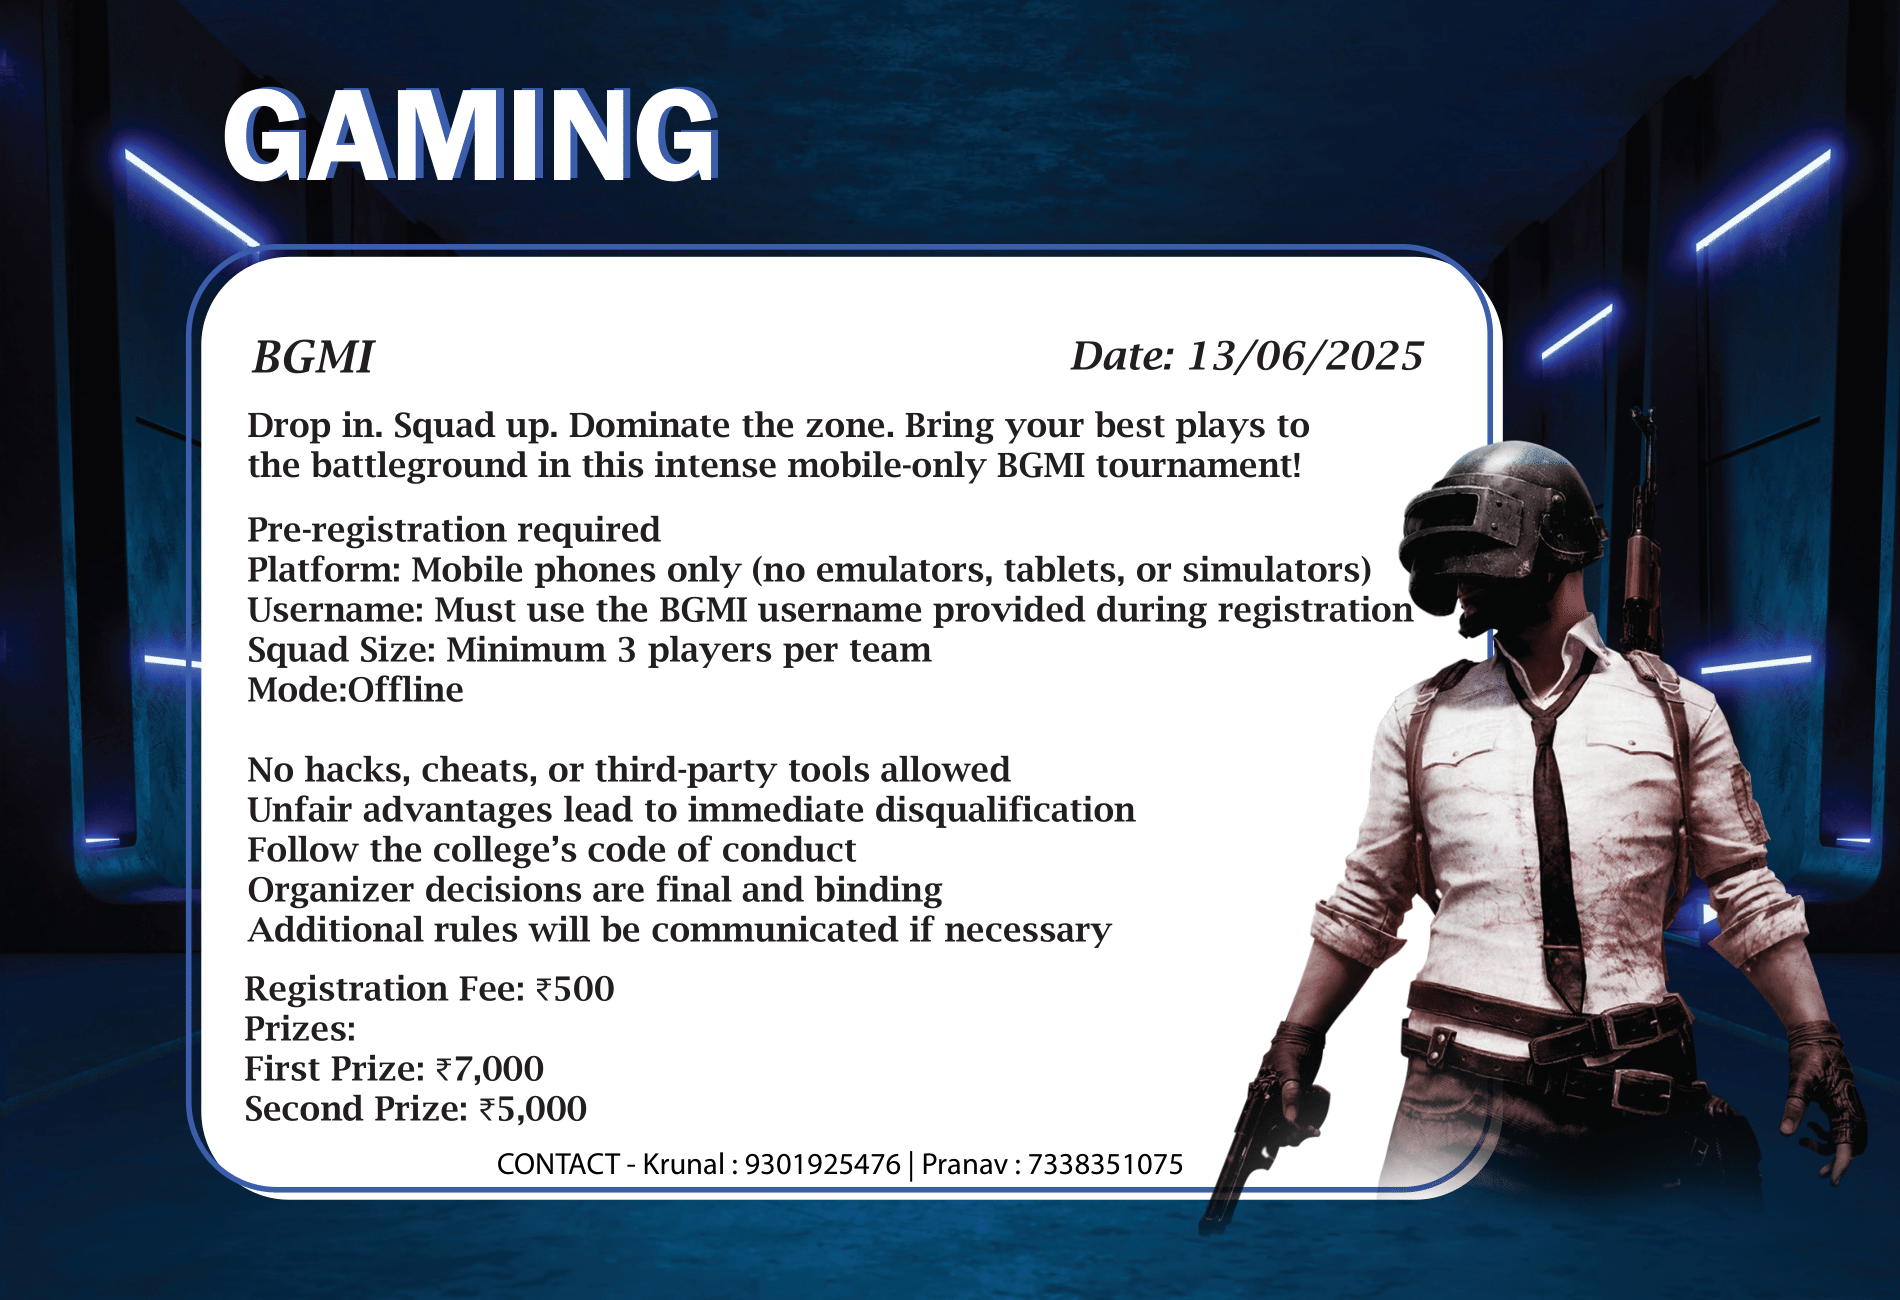 GAMING
BGMI
Date: 13/06/2025
Drop in. Squad up. Dominate the zone. Bring your best plays to
the battleground in this intense mobile-only BGMI tournament!
Pre-registration required
Platform: Mobile phones only (no emulators, tablets, or simulators)
Username: Must use the BGMI username provided during registration
Squad Size: Minimum 3 players per team
Mode:Offline
No hacks, cheats, or third-party tools allowed
Unfair advantages lead to immediate disqualification
Follow the college’s code of conduct
Organizer decisions are final and binding
Additional rules will be communicated if necessary
Registration Fee: ₹500
Prizes:
First Prize: ₹7,000
Second Prize: ₹5,000
CONTACT - Krunal : 9301925476 | Pranav : 7338351075